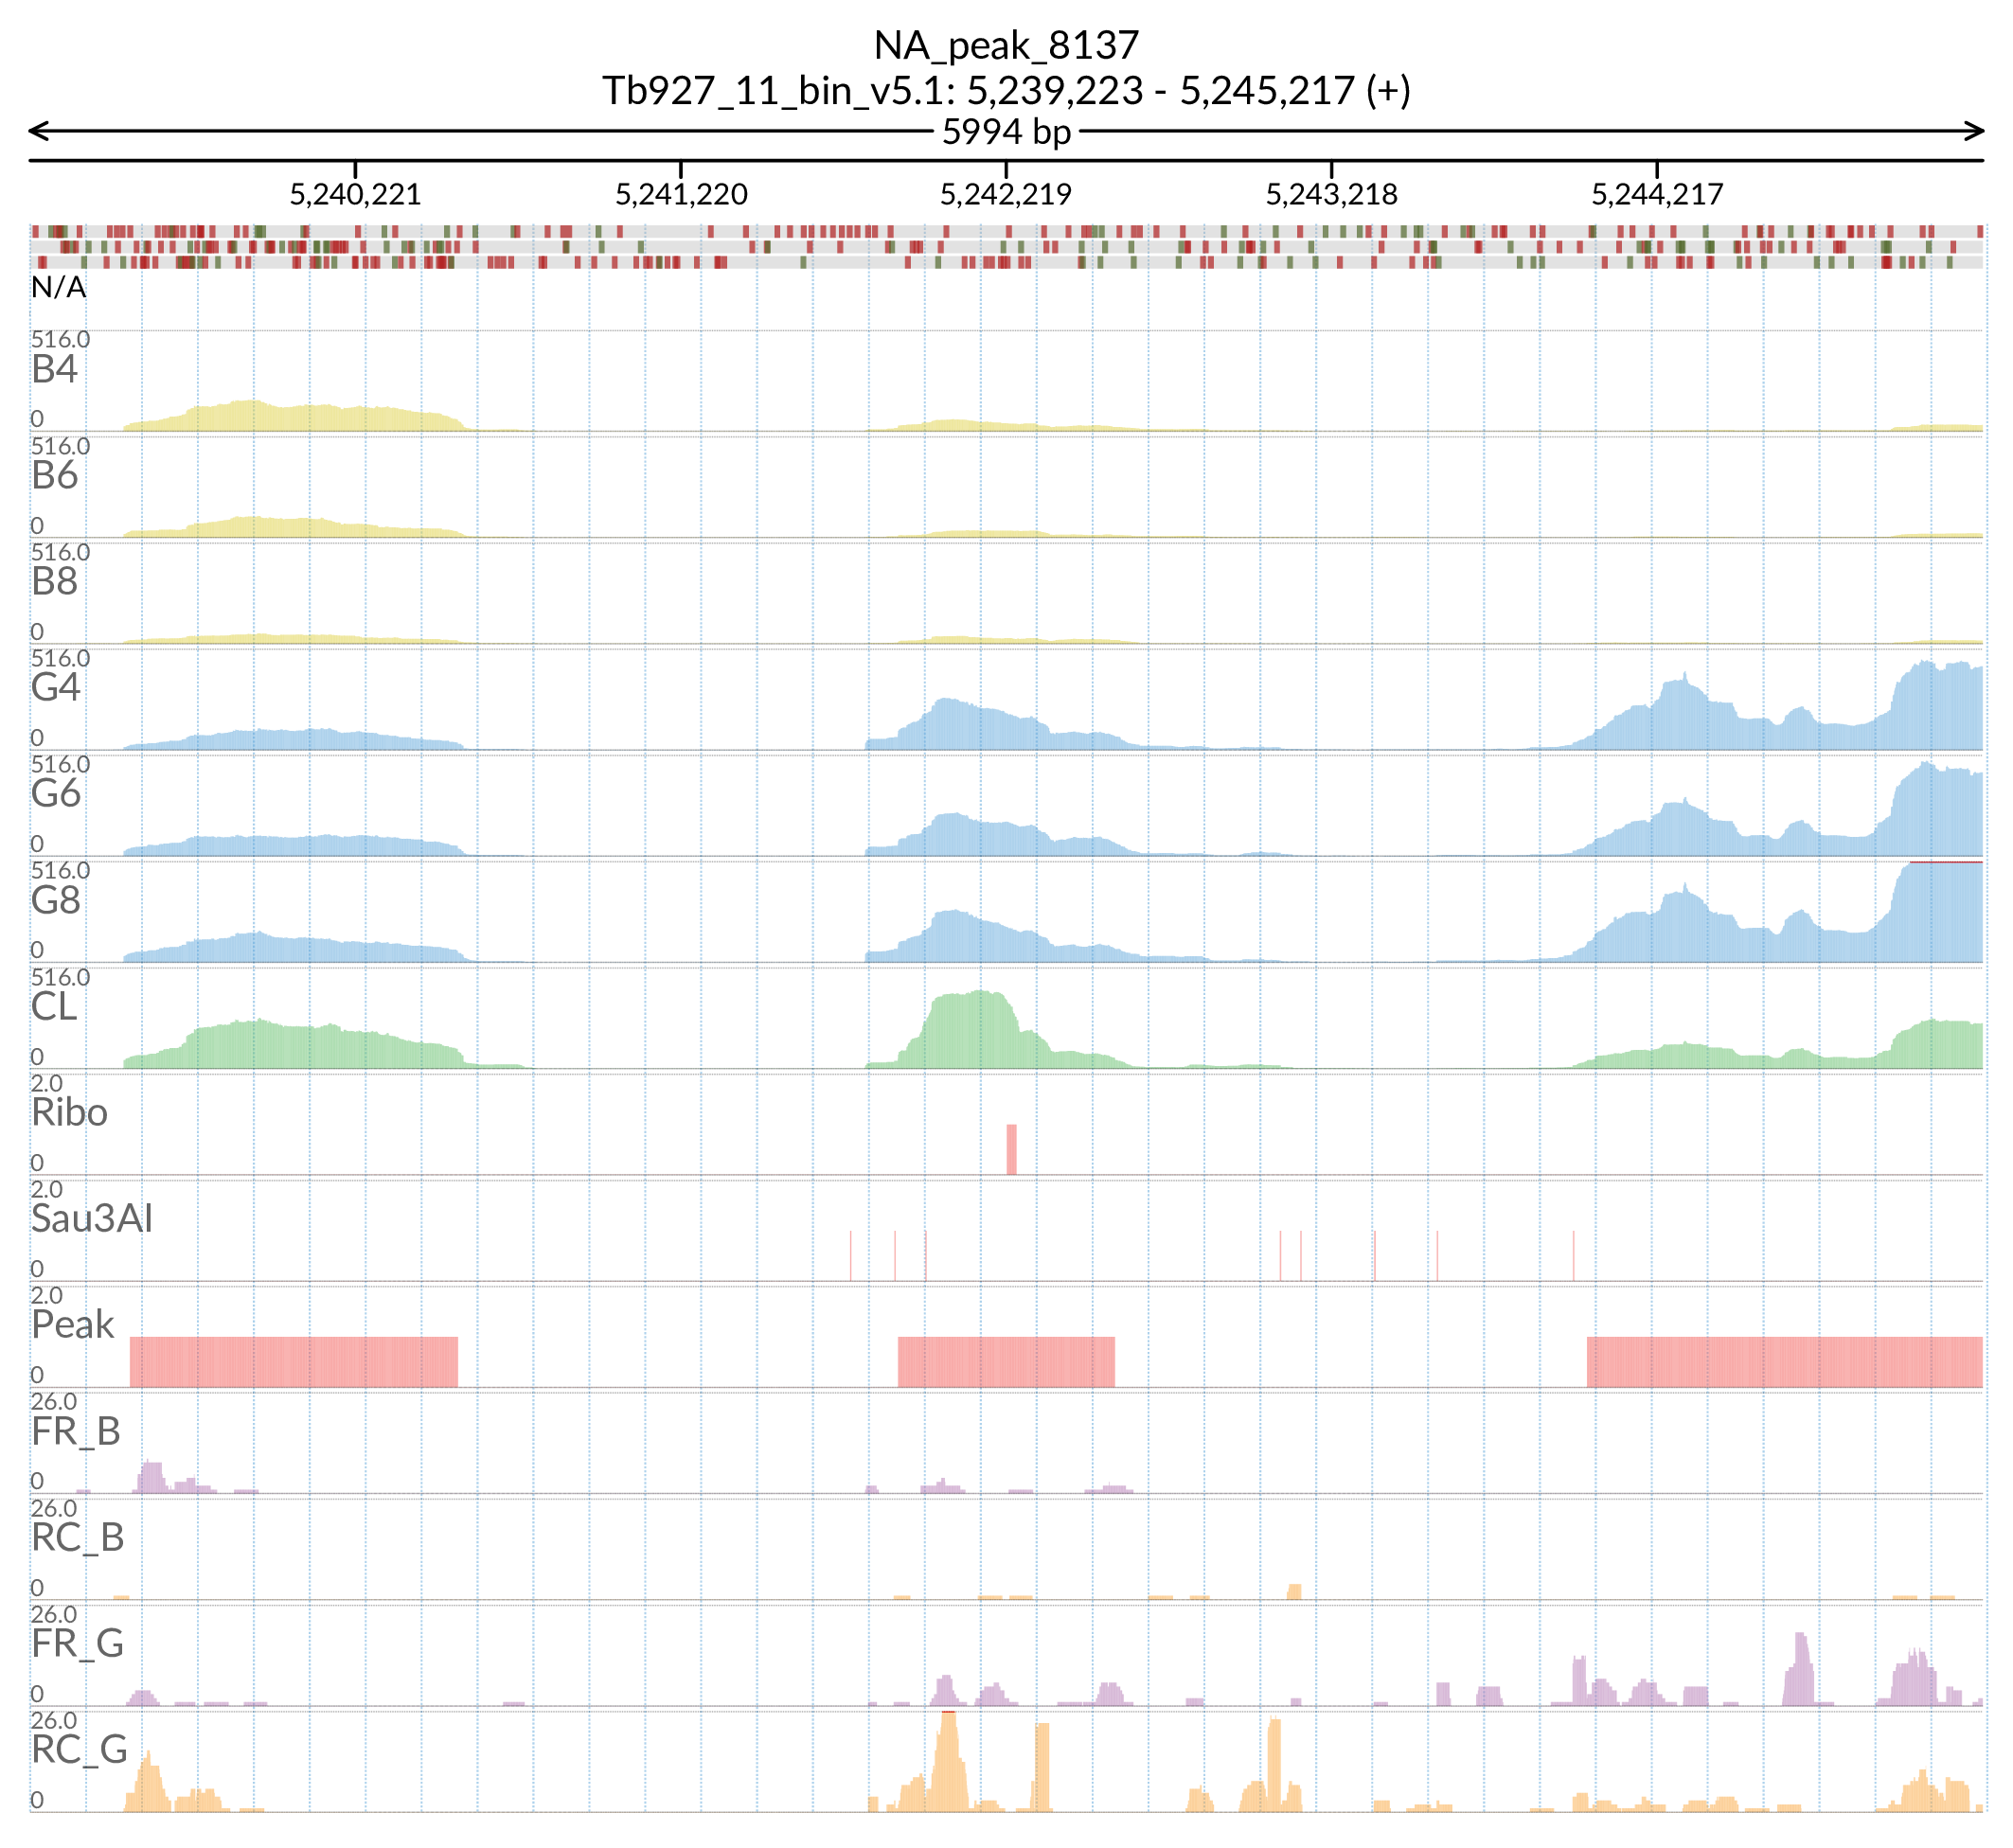 NA_peak_8137
Tb927_11_bin_v5.1: 5,239,223 - 5,245,217 (+)
5994 bp
5,240,221 5,241,220 5,242,219 5,243,218 5,244,217
N/A
516.0
B4
0
516.0
B6
0
516.0
B8
0
516.0
G4
0
516.0
G6
0
516.0
G8
0
516.0
CL
0
2.0
Ribo
0
2.0
Sau3AI
0
2.0
Peak
0
26.0
FR_B
0
26.0
RC_B
0
26.0
FR_G
0
26.0
RC_G
0